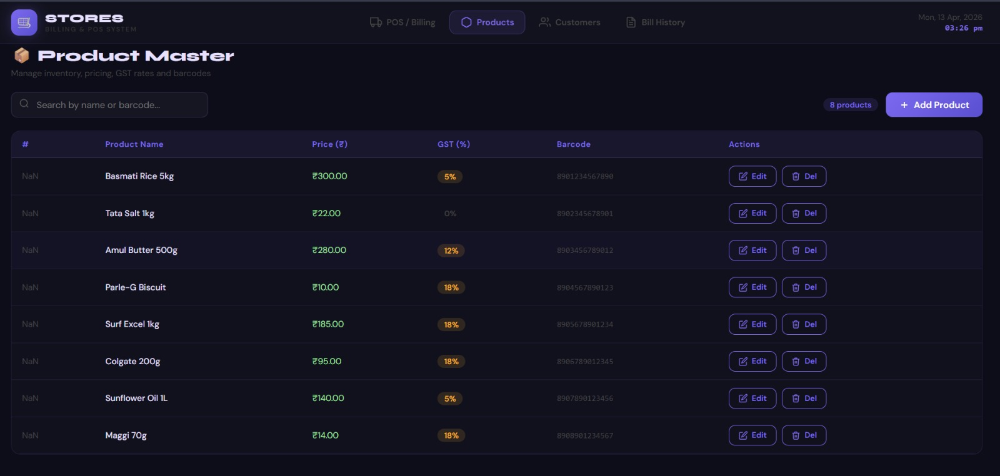 STORES
BILLING & POS SYSTEM
POS / Billing
Products
Customers
Bill History
Mon, 13 Apr, 2026
03:26 pm
Product Master
Manage inventory, pricing, GST rates and barcodes
Search by name or barcode...
8 products
+ Add Product
# Product Name Price (₹) GST (%) Barcode Actions
NaN Basmati Rice 5kg ₹300.00 5% 8901234567890 Edit Del
NaN Tata Salt 1kg ₹22.00 0% 8902345678901 Edit Del
NaN Amul Butter 500g ₹280.00 12% 8903456789012 Edit Del
NaN Parle-G Biscuit ₹10.00 18% 8904567890123 Edit Del
NaN Surf Excel 1kg ₹185.00 18% 8905678901234 Edit Del
NaN Colgate 200g ₹95.00 18% 8906789012345 Edit Del
NaN Sunflower Oil 1L ₹140.00 5% 8907890123456 Edit Del
NaN Maggi 70g ₹14.00 18% 8908901234567 Edit Del